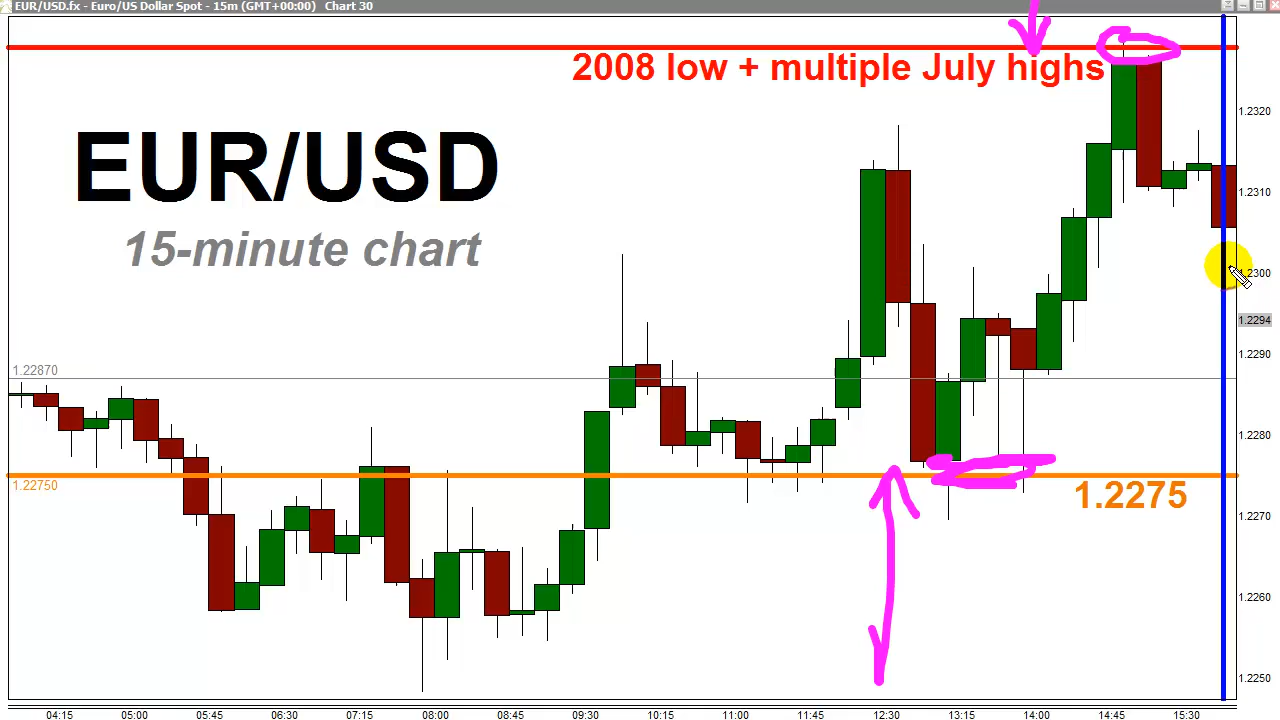 EUR/USD.fx - Euro/US Dollar Spot - 15m (GMT+00:00) Chart 30
2008 low + multiple July highs
1.2320
EUR/USD
1.2310
15-minute chart
1.2300
1.2294
1.2290
1.22870
1.2280
1.22750
1.2275
1.2270
1.2260
1.2250
04:15 05:00 05:45 06:30 07:15 08:00 08:45 09:30 10:15 11:00 11:45 12:30 13:15 14:00 14:45 15:30